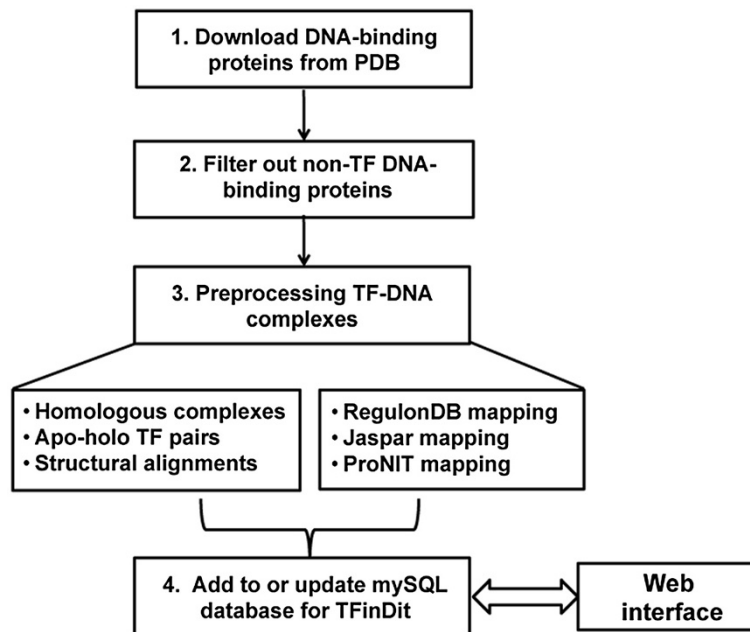 1. Download DNA-binding
proteins from PDB
2. Filter out non-TF DNA-
binding proteins
3. Preprocessing TF-DNA
complexes
• Homologous complexes
• Apo-holo TF pairs
• Structural alignments
• RegulonDB mapping
• Jaspar mapping
• ProNIT mapping
4. Add to or update mySQL
database for TFinDit
Web
interface